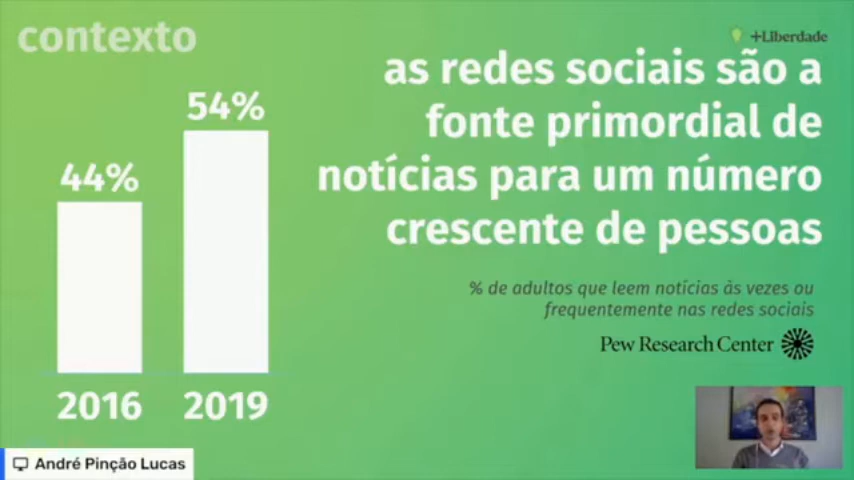 contexto
+Liberdade
as redes sociais são a
fonte primordial de
notícias para um número
crescente de pessoas
54%
44%
% de adultos que leem notícias às vezes ou
frequentemente nas redes sociais
Pew Research Center
2016 2019
André Pinção Lucas